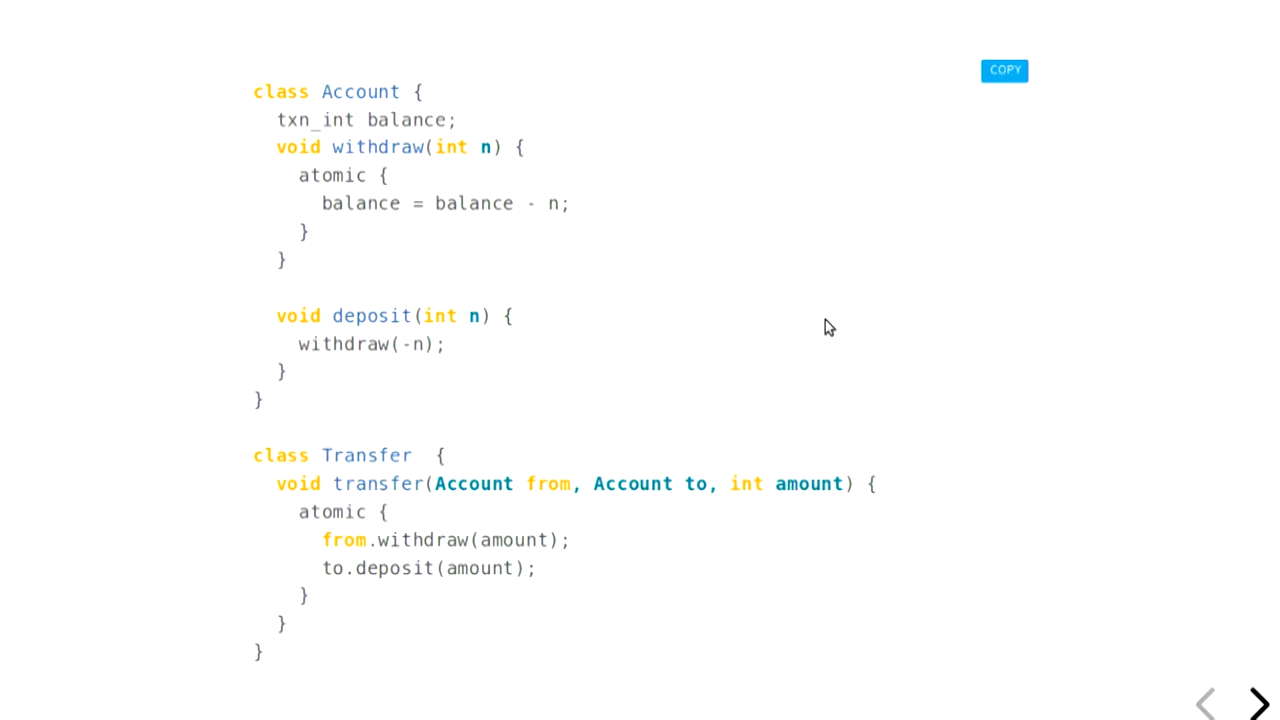 COPY
class Account {
txn_int balance;
void withdraw(int n) {
atomic {
balance = balance - n;
}
}
void deposit(int n) {
withdraw(-n);
}
}
class Transfer {
void transfer(Account from, Account to, int amount) {
atomic {
from.withdraw(amount);
to.deposit(amount);
}
}
}